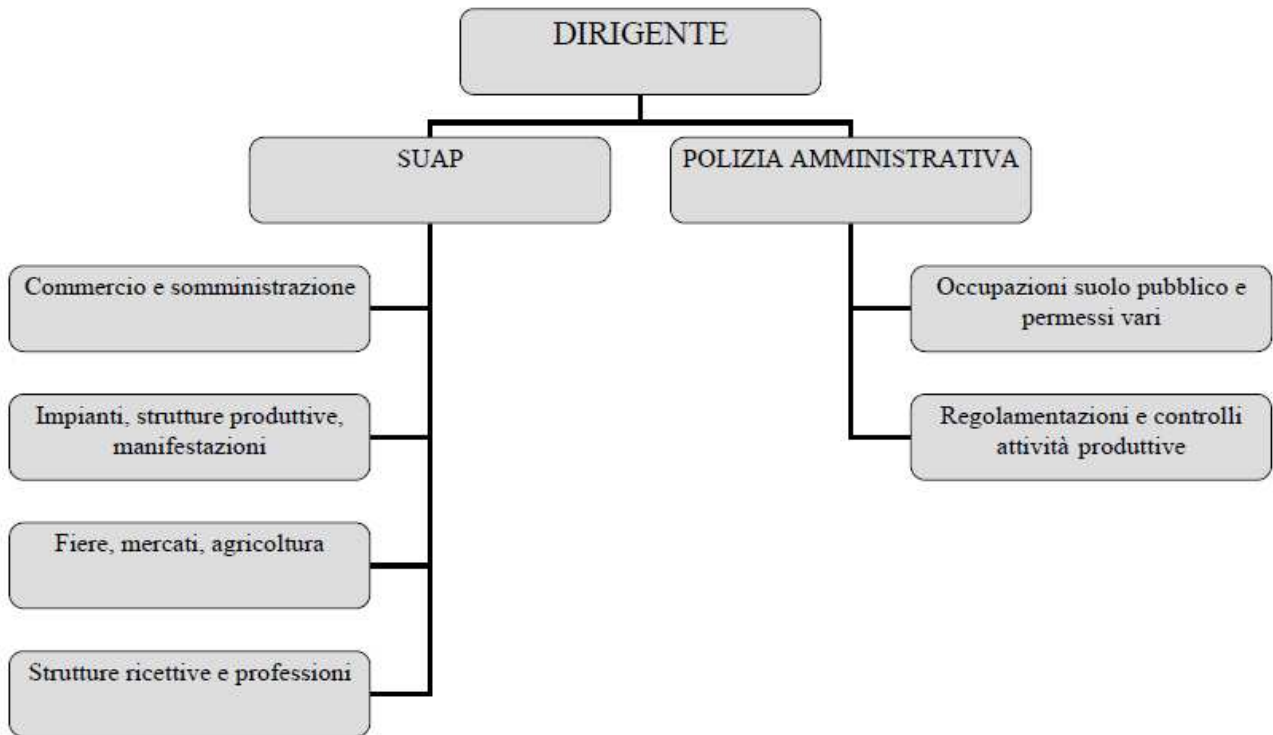 DIRIGENTE
SUAP
POLIZIA AMMINISTRATIVA
Commercio e somministrazione
Occupazioni suolo pubblico e
permessi vari
Impianti, strutture produttive,
manifestazioni
Regolamentazioni e controlli
attività produttive
Fiere, mercati, agricoltura
Strutture ricettive e professioni